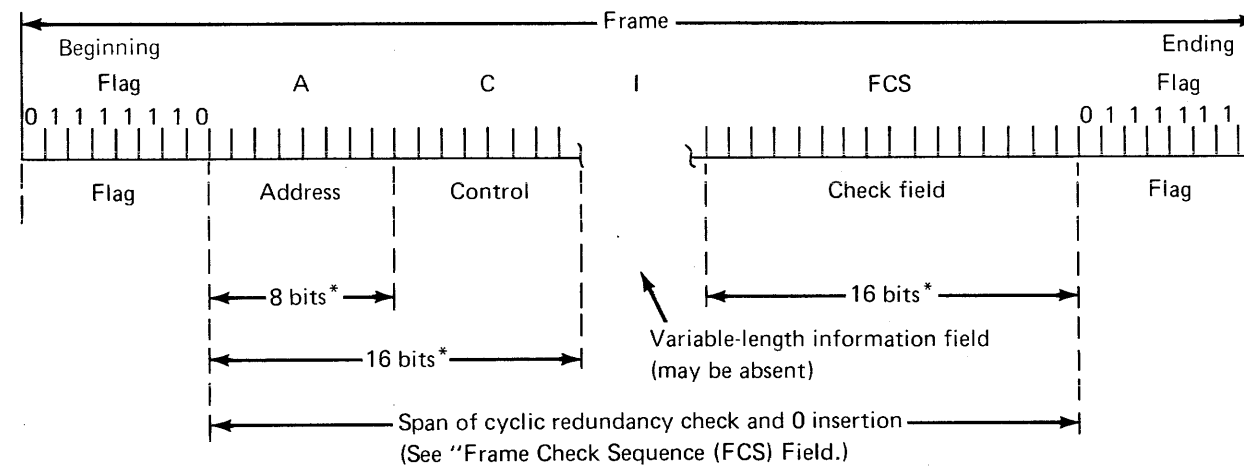 Frame
Beginning
Ending
Flag A C I FCS Flag
0 1 1 1 1 1 1 0
0 1 1 1 1 1 1
Flag Address Control Check field Flag
8 bits*
16 bits*
Variable-length information field
(may be absent)
16 bits*
Span of cyclic redundancy check and 0 insertion
(See "Frame Check Sequence (FCS) Field.)